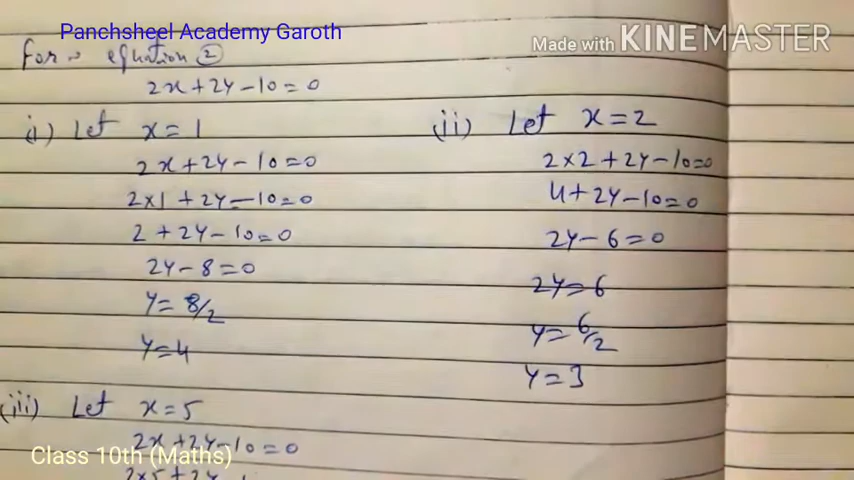 Panchsheel Academy Garoth
Made with KINEMASTER
For → equation ②
2x+2y-10=0
(i) Let x=1
2x+2y-10=0
2×1+2y-10=0
2+2y-10=0
2y-8=0
y=8/2
y=4
(ii) Let x=2
2×2+2y-10=0
4+2y-10=0
2y-6=0
2y=6
y=6/2
y=3
(iii) Let x=5
2x+2y-10=0
2×5+2y
Class 10th (Maths)